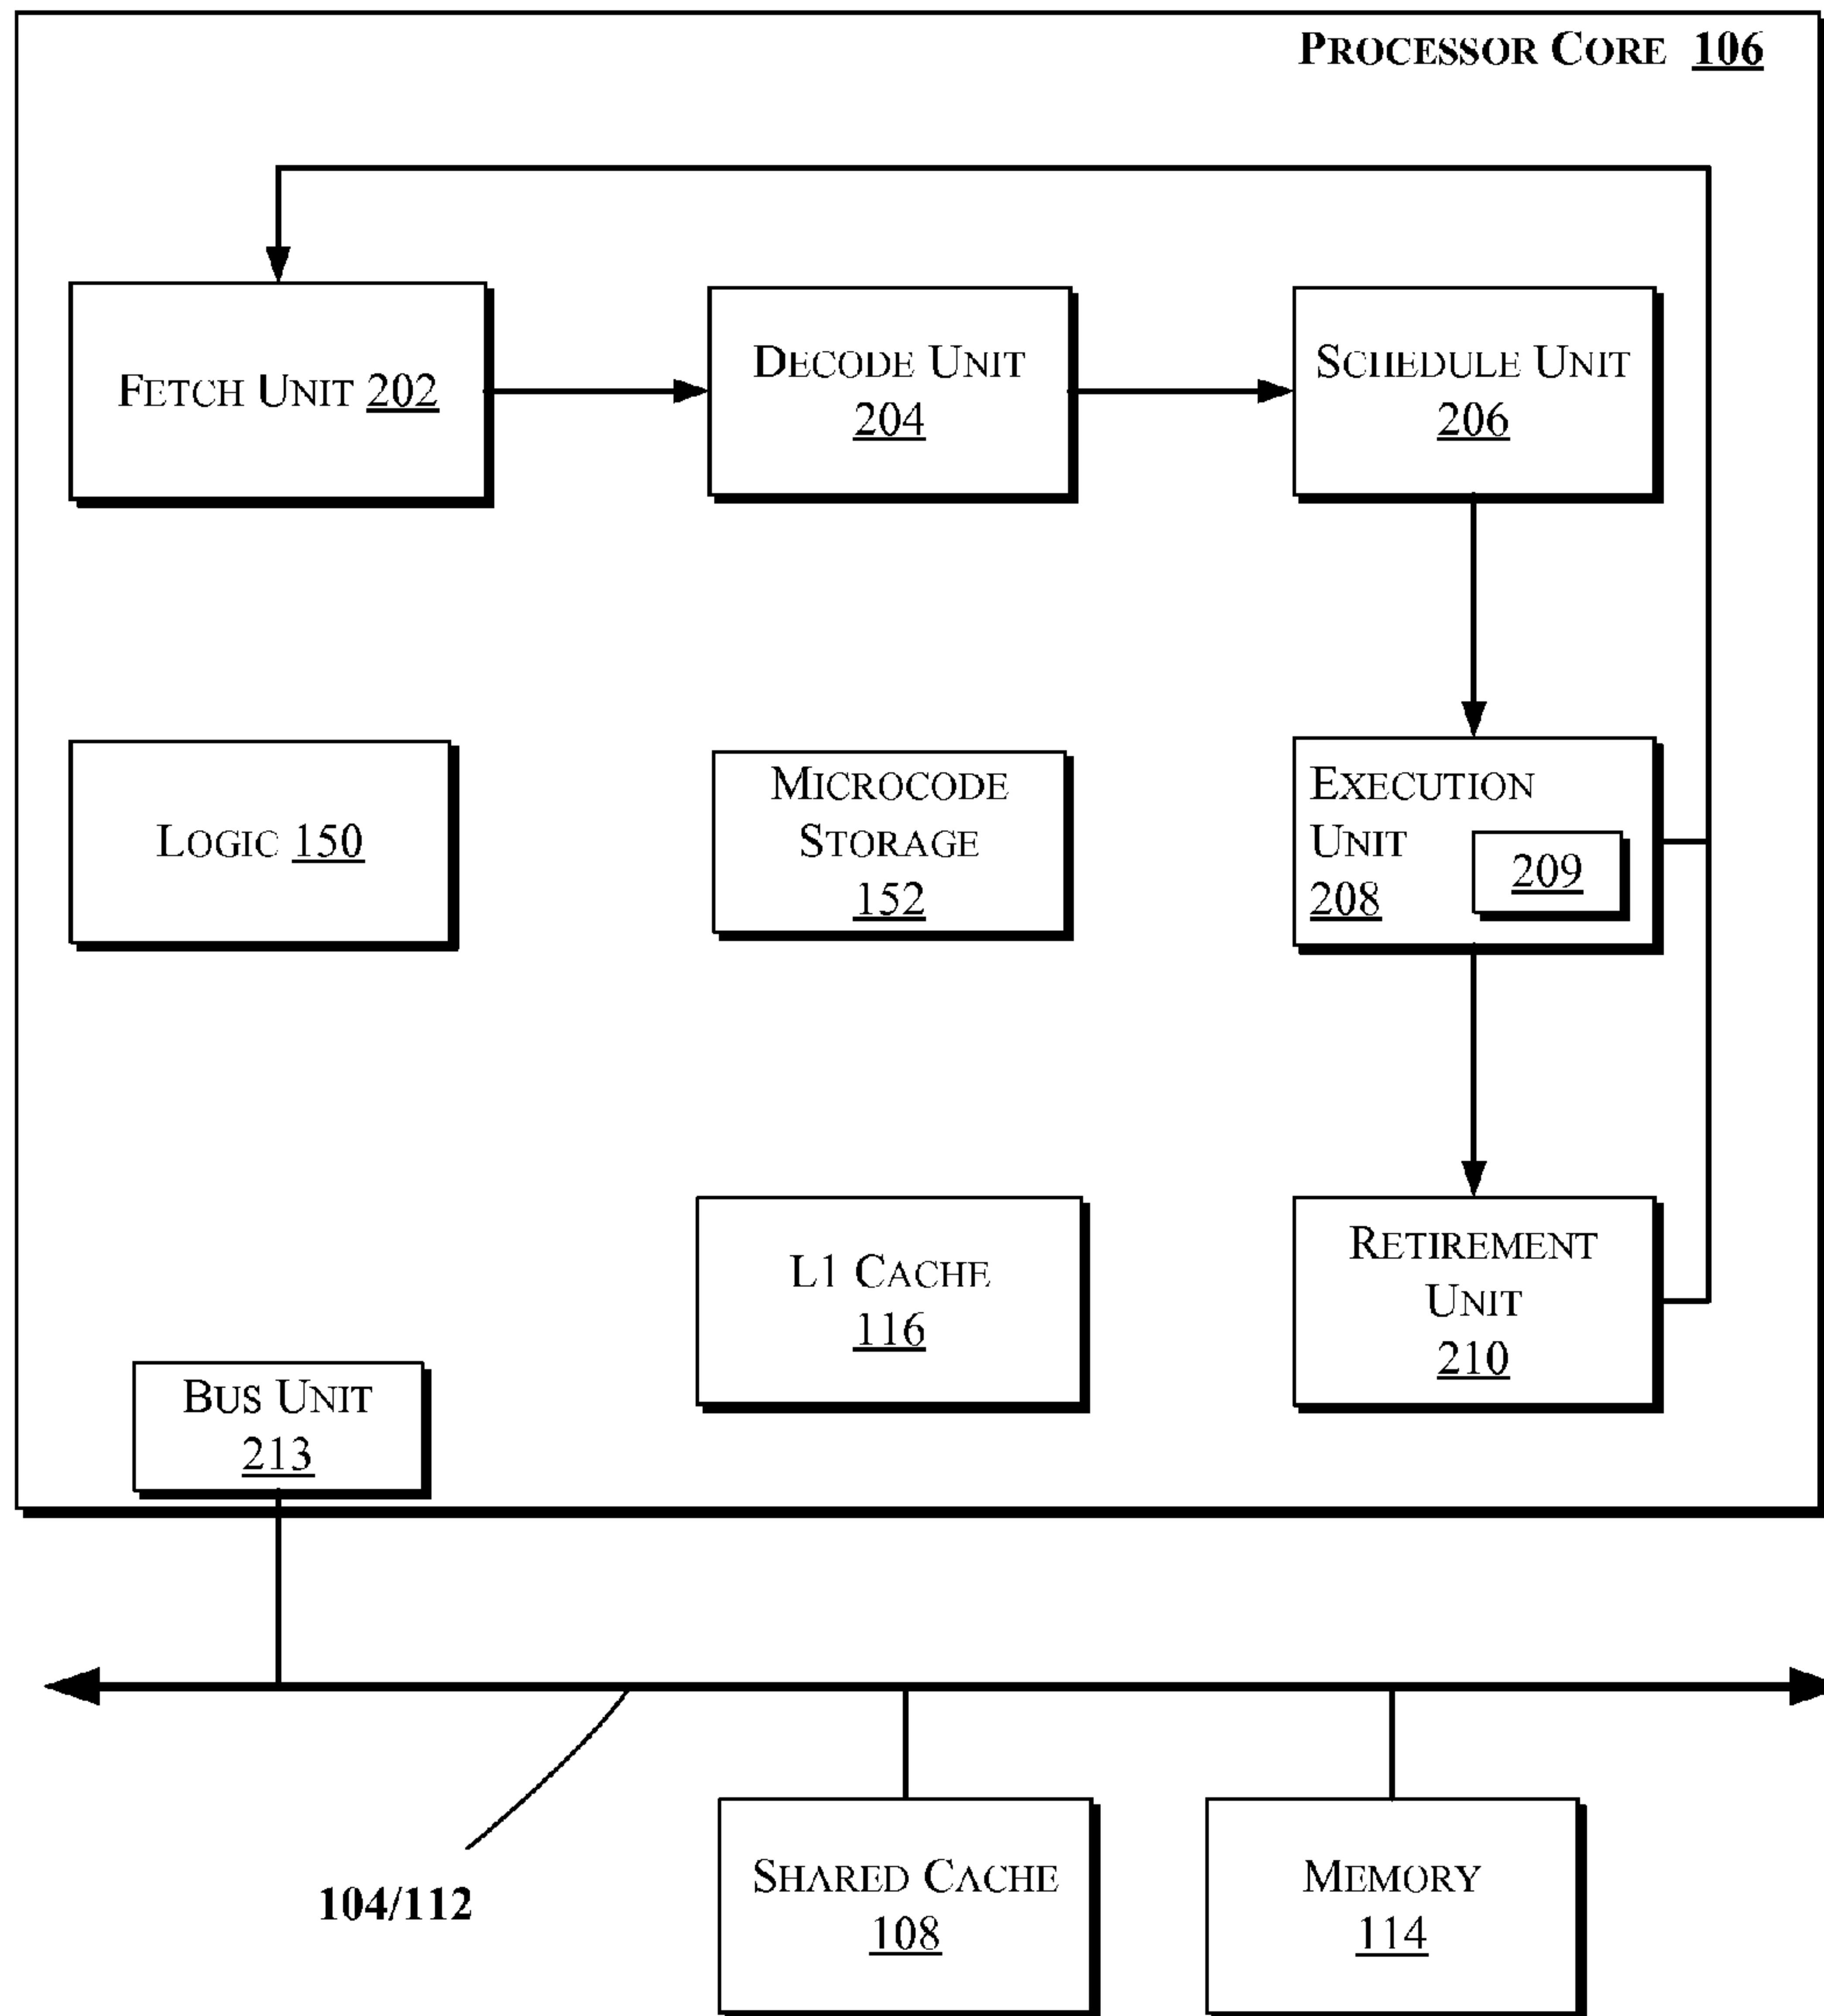 PROCESSOR CORE 106
FETCH UNIT 202
DECODE UNIT
204
SCHEDULE UNIT
206
LOGIC 150
MICROCODE
STORAGE
152
EXECUTION
UNIT
208
209
L1 CACHE
116
RETIREMENT
UNIT
210
BUS UNIT
213
104/112
SHARED CACHE
108
MEMORY
114